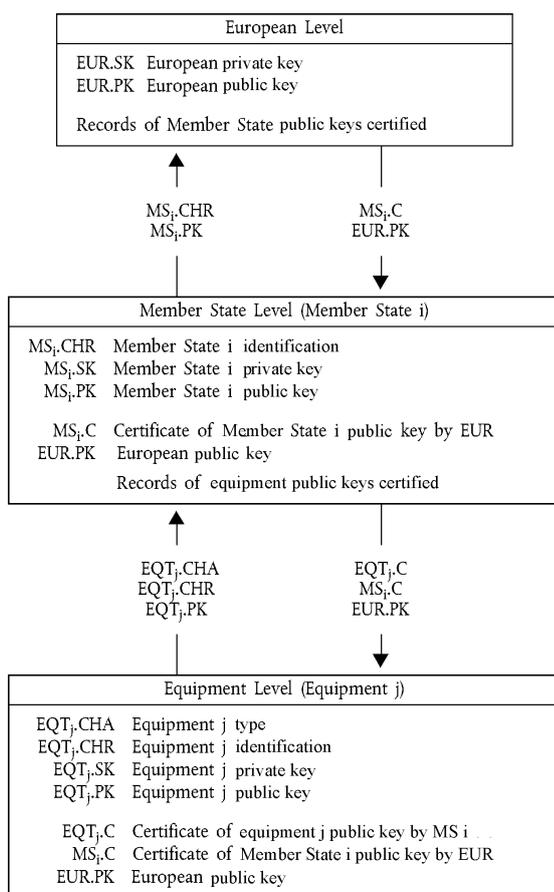 European Level
EUR.SK European private key
EUR.PK European public key
Records of Member State public keys certified
MSi.CHR
MSi.PK
MSi.C
EUR.PK
Member State Level (Member State i)
MSi.CHR Member State i identification
MSi.SK Member State i private key
MSi.PK Member State i public key
MSi.C Certificate of Member State i public key by EUR
EUR.PK European public key
Records of equipment public keys certified
EQTj.CHA
EQTj.CHR
EQTj.PK
EQTj.C
MSi.C
EUR.PK
Equipment Level (Equipment j)
EQTj.CHA Equipment j type
EQTj.CHR Equipment j identification
EQTj.SK Equipment j private key
EQTj.PK Equipment j public key
EQTj.C Certificate of equipment j public key by MS i
MSi.C Certificate of Member State i public key by EUR
EUR.PK European public key